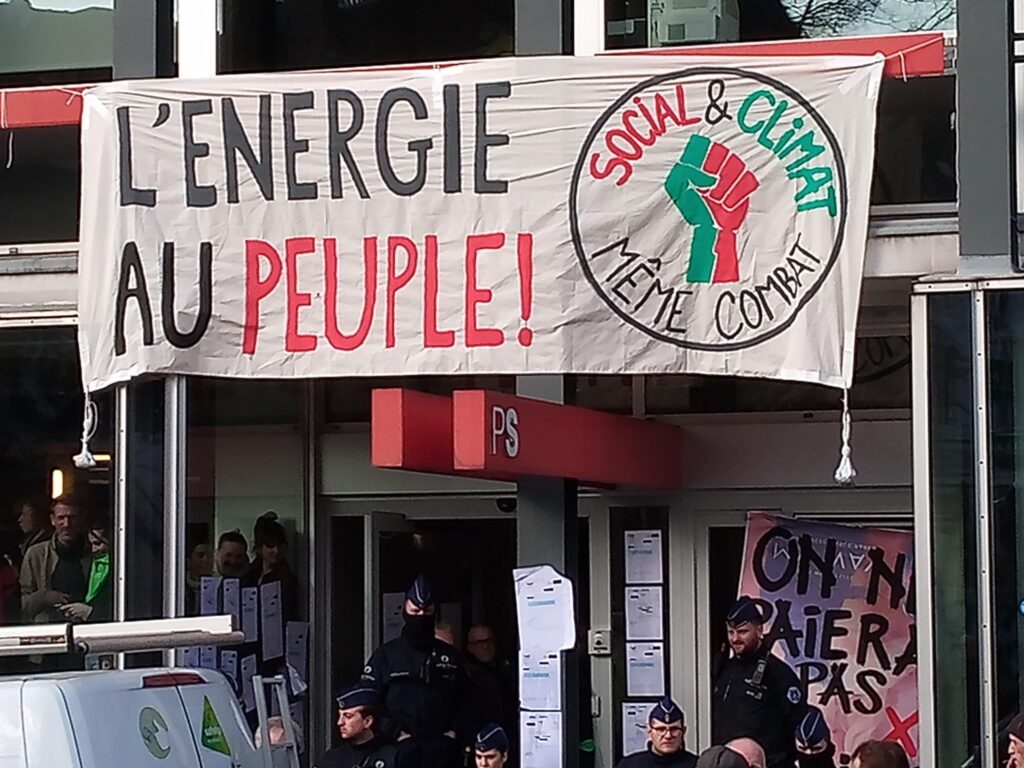 L'ENERGIE
AU PEUPLE!
SOCIAL & CLIMAT
MÊME COMBAT
PS
ON N
PAIERA
PAS